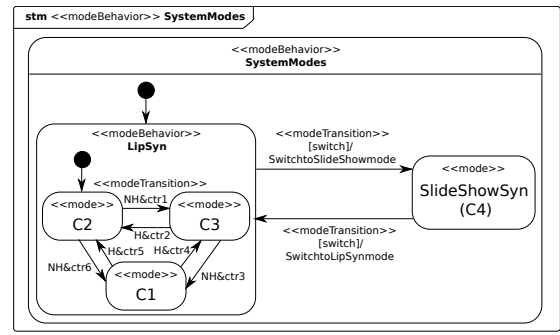 stm <<modeBehavior>> SystemModes
<<modeBehavior>>
SystemModes
<<modeBehavior>>
LipSyn
<<modeTransition>>
[switch]/
SwitchtoSlideShowmode
<<mode>>
SlideShowSyn
(C4)
<<modeTransition>>
[switch]/
SwitchtoLipSynmode
<<modeTransition>>
<<mode>>
C2
NH&ctr1
<<mode>>
C3
H&ctr2
H&ctr5
H&ctr4
NH&ctr6
NH&ctr3
<<mode>>
C1